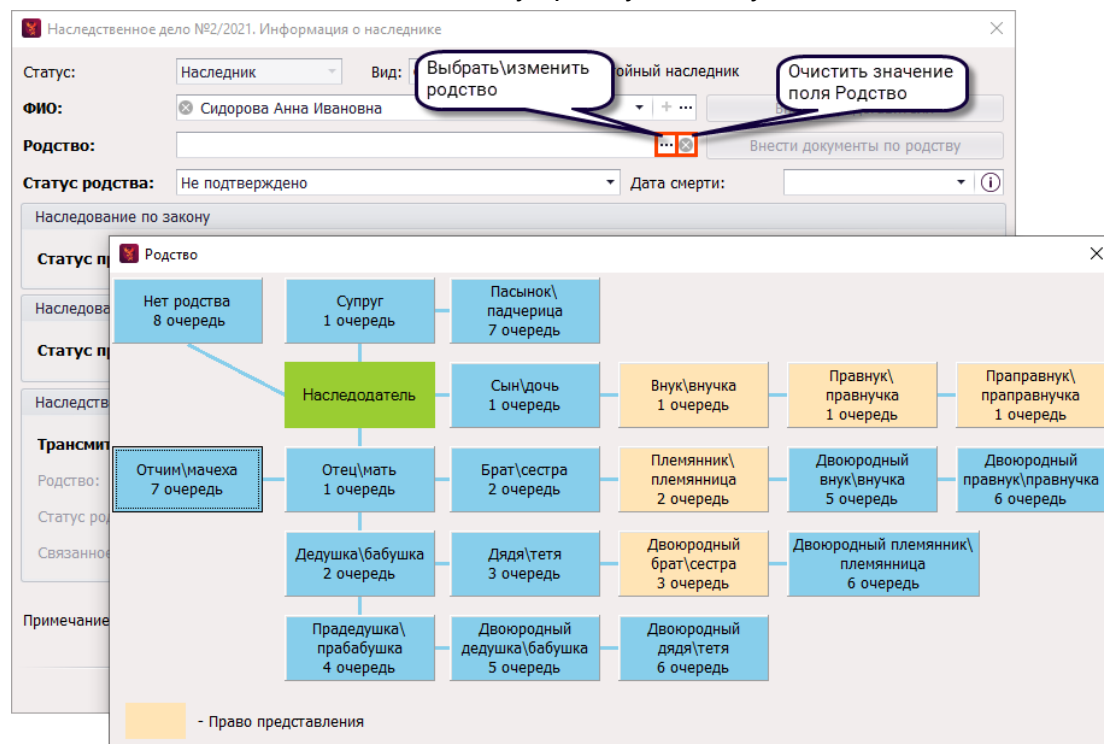 Наследственное дело №2/2021. Информация о наследнике
Статус: Наследник Вид: ойный наследник
Выбрать\изменить
родство
Очистить значение
поля Родство
ФИО: Сидорова Анна Ивановна
Родство: Внести документы по родству
Статус родства: Не подтверждено Дата смерти:
Наследование по закону
Статус п
Наследова
Статус п
Наследств
Трансмит
Родство:
Статус род
Связанное
Примечание
Родство
Нет родства
8 очередь
Супруг
1 очередь
Пасынок\
падчерица
7 очередь
Наследодатель
Сын\дочь
1 очередь
Внук\внучка
1 очередь
Правнук\
правнучка
1 очередь
Праправнук\
праправнучка
1 очередь
Отчим\мачеха
7 очередь
Отец\мать
1 очередь
Брат\сестра
2 очередь
Племянник\
племянница
2 очередь
Двоюродный
внук\внучка
5 очередь
Двоюродный
правнук\правнучка
6 очередь
Дедушка\бабушка
2 очередь
Дядя\тетя
3 очередь
Двоюродный
брат\сестра
3 очередь
Двоюродный племянник\
племянница
6 очередь
Прадедушка\
прабабушка
4 очередь
Двоюродный
дедушка\бабушка
5 очередь
Двоюродный
дядя\тетя
6 очередь
- Право представления